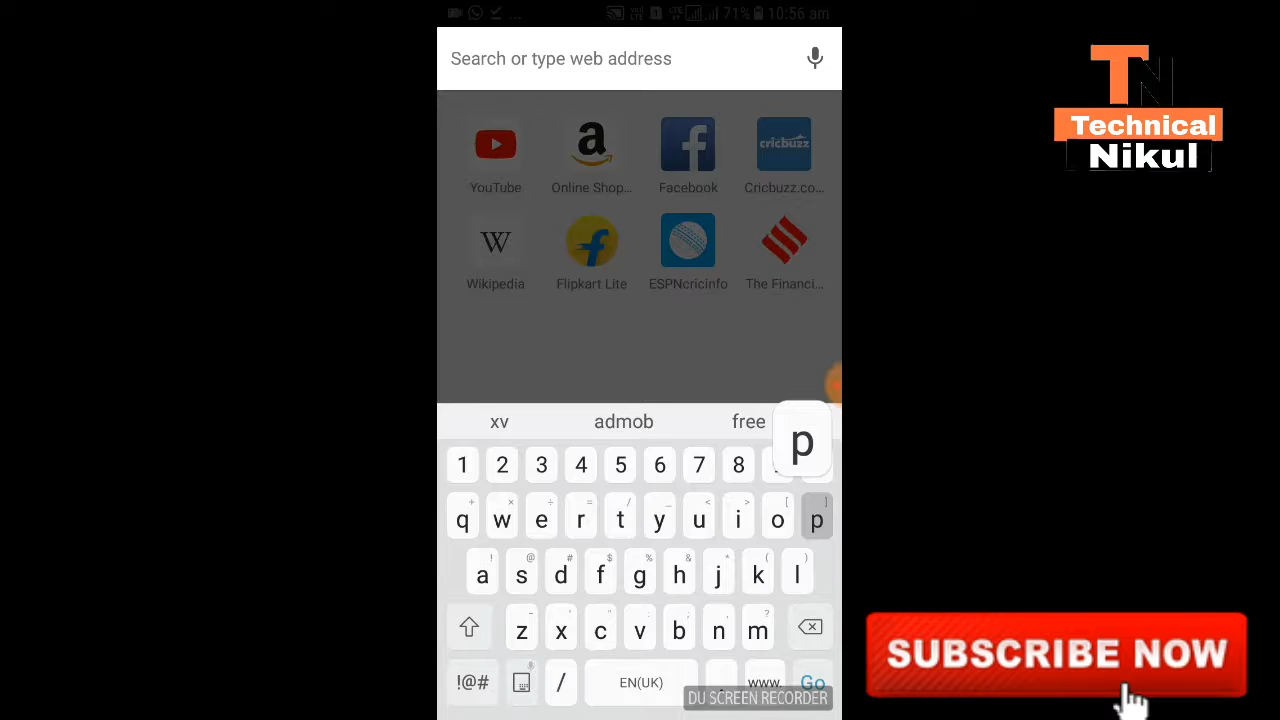 71% 10:56 am
Search or type web address
Technical
Nikul
YouTube Online Shop... Facebook Cricbuzz.co...
Wikipedia Flipkart Lite ESPNcricinfo The Financi...
xv admob free
p
1 2 3 4 5 6 7 8
q w e r t y u i o p
a s d f g h j k l
z x c v b n m
!@# / EN(UK) . www. Go
DU SCREEN RECORDER
SUBSCRIBE NOW